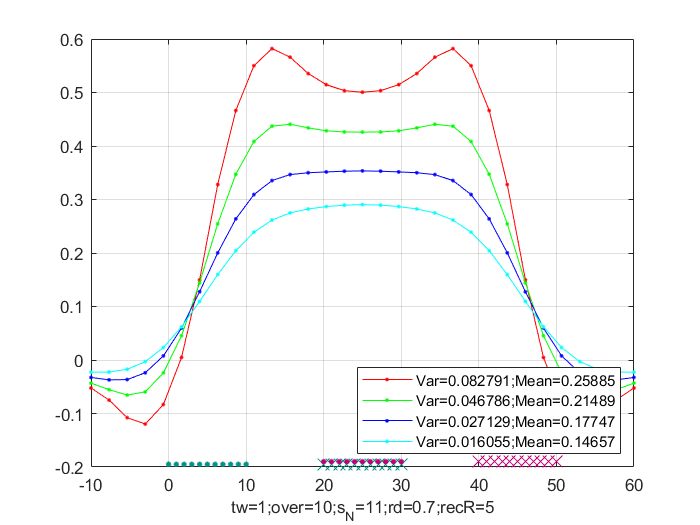 0.6
0.5
0.4
0.3
0.2
0.1
0
-0.1
-0.2
Var=0.082791;Mean=0.25885
Var=0.046786;Mean=0.21489
Var=0.027129;Mean=0.17747
Var=0.016055;Mean=0.14657
-10 0 10 20 30 40 50 60
tw=1;over=10;s_N=11;rd=0.7;recR=5